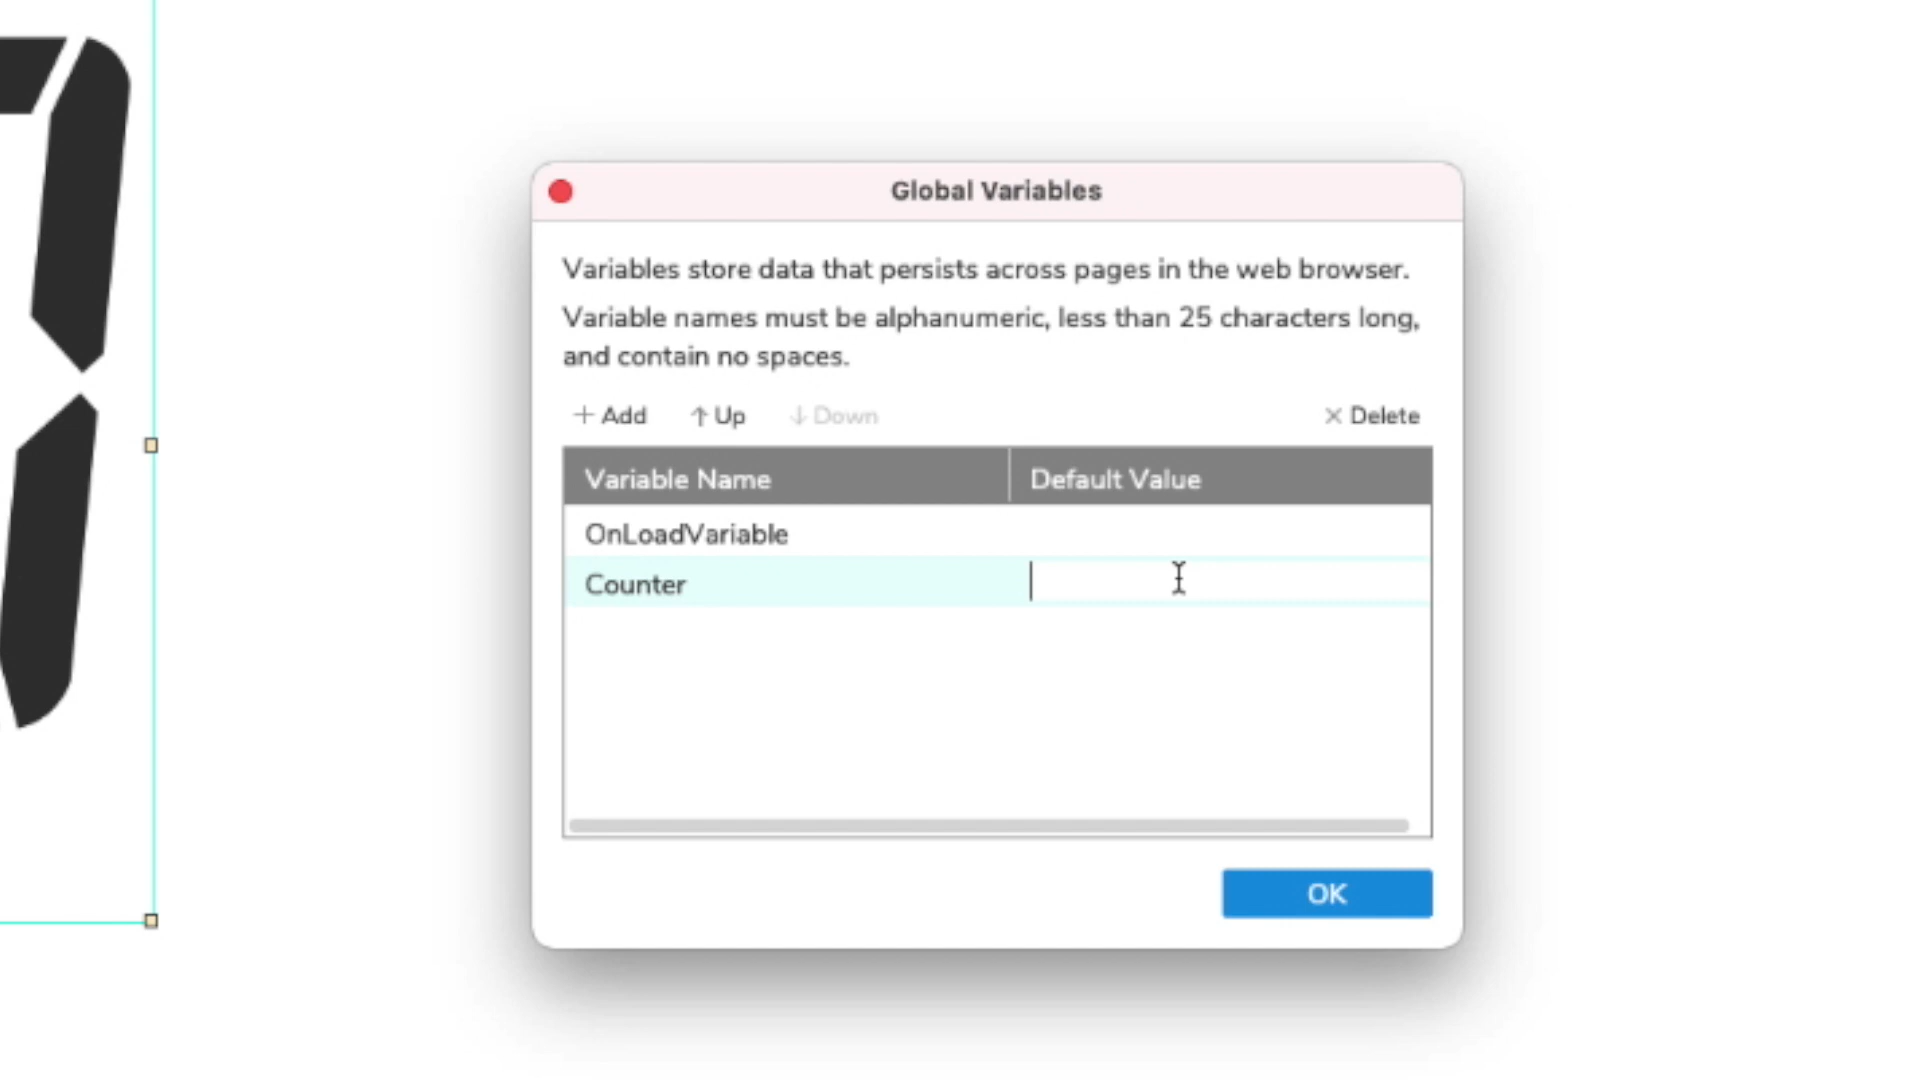 Global Variables
Variables store data that persists across pages in the web browser.
Variable names must be alphanumeric, less than 25 characters long,
and contain no spaces.
+ Add ↑ Up ↓ Down × Delete
Variable Name Default Value
OnLoadVariable
Counter
OK